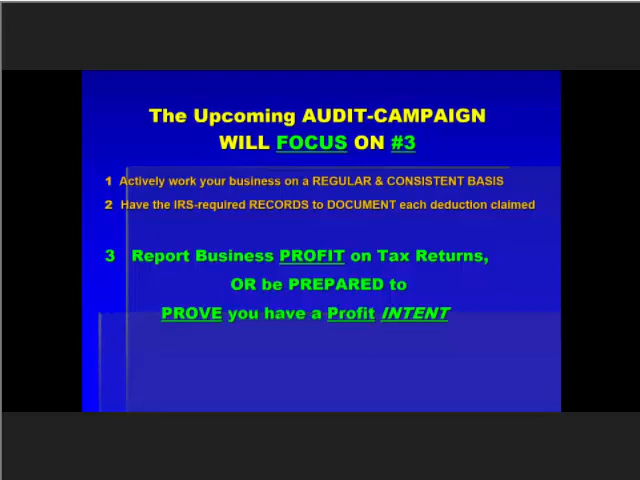 The Upcoming AUDIT-CAMPAIGN
WILL FOCUS ON #3
1 Actively work your business on a REGULAR & CONSISTENT BASIS
2 Have the IRS-required RECORDS to DOCUMENT each deduction claimed
3 Report Business PROFIT on Tax Returns,
OR be PREPARED to
PROVE you have a Profit INTENT